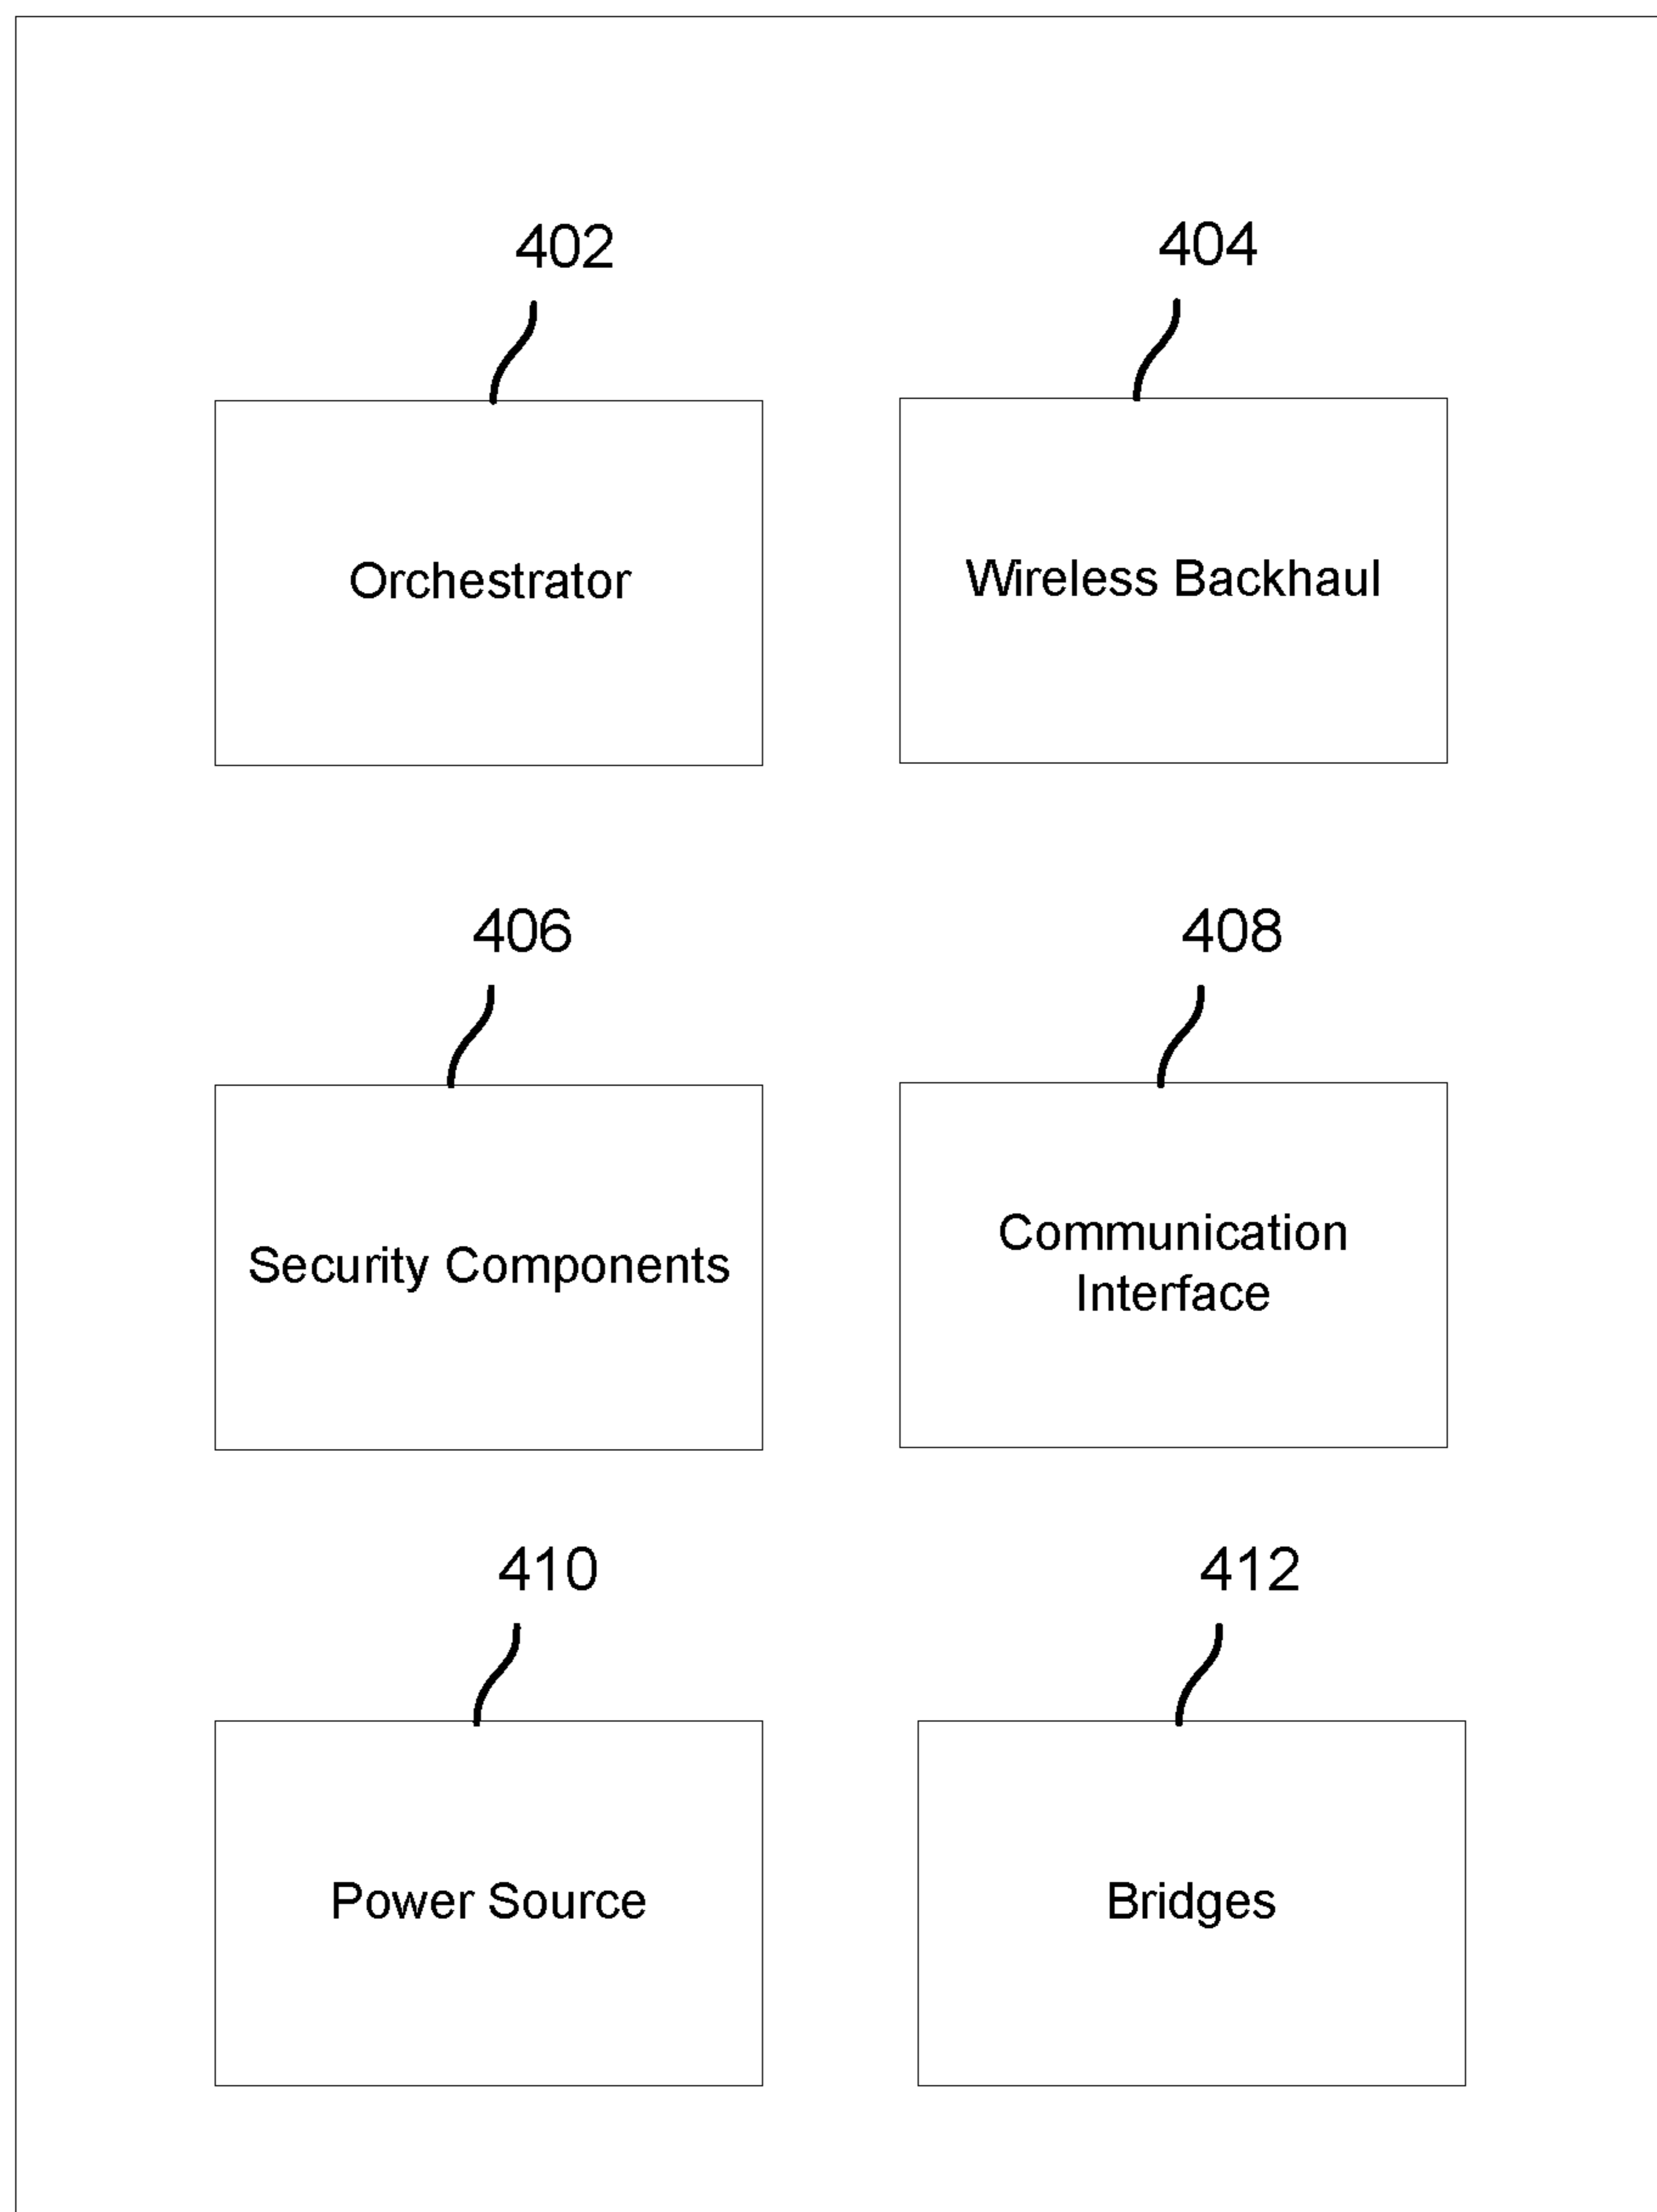 402
404
Orchestrator
Wireless Backhaul
406
408
Security Components
Communication
Interface
410
412
Power Source
Bridges